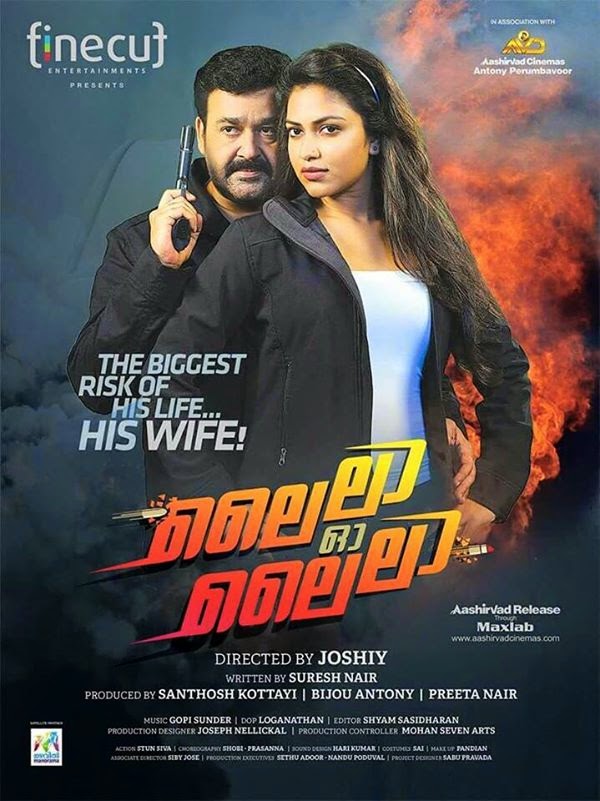 finecut
ENTERTAINMENTS
PRESENTS
IN ASSOCIATION WITH
Aashirvad Cinemas
Antony Perumbavoor
THE BIGGEST
RISK OF
HIS LIFE...
HIS WIFE!
ലൈലാ
ഓ
ലൈലാ
Aashirvad Release
Through
Maxlab
www.aashirvadcinemas.com
DIRECTED BY JOSHIY
WRITTEN BY SURESH NAIR
PRODUCED BY SANTHOSH KOTTAYI | BIJOU ANTONY | PREETA NAIR
MUSIC GOPI SUNDER | DOP LOGANATHAN | EDITOR SHYAM SASIDHARAN
PRODUCTION DESIGNER JOSEPH NELLICKAL | PRODUCTION CONTROLLER MOHAN SEVEN ARTS
ACTION STUN SIVA | CHOREOGRAPHY SHOBI - PRASANNA | SOUND DESIGN HARI KUMAR | COSTUMES SAI | MAKE UP PANDIAN
ASSOCIATE DIRECTOR SIBY JOSE | PRODUCTION EXECUTIVES SETHU ADOOR - NANDU PODUVAL | PROJECT DESIGNER SABU PRAVADA
SATELLITE PARTNER
മഴവിൽ
manorama